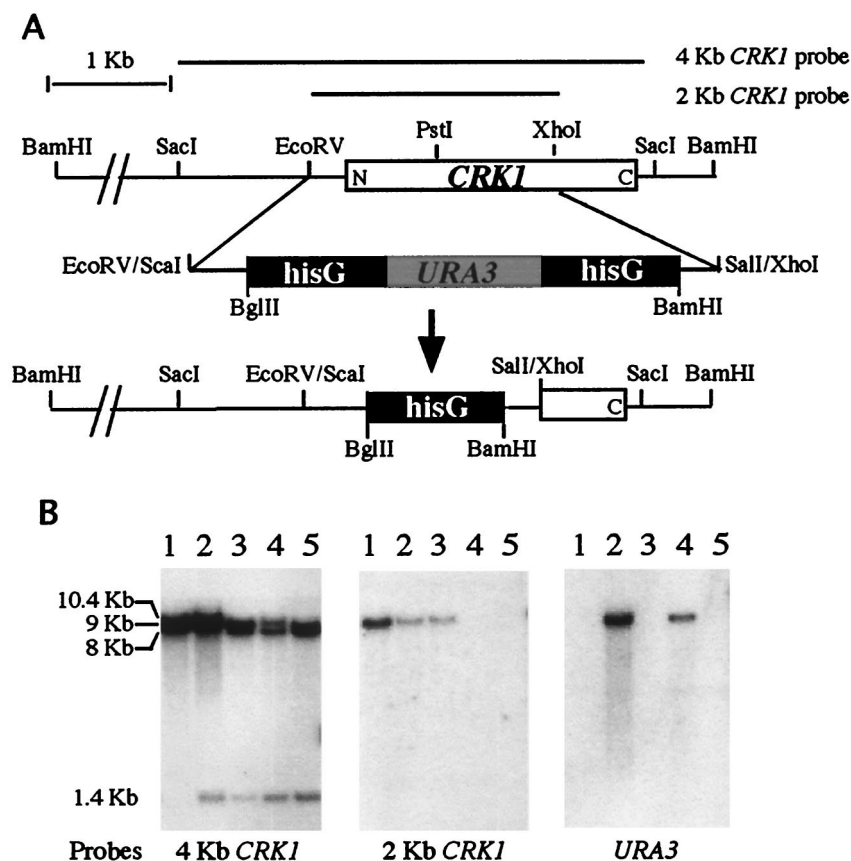 A
1 Kb
4 Kb CRK1 probe
2 Kb CRK1 probe
BamHI SacI EcoRV PstI XhoI SacI BamHI
N CRK1 C
EcoRV/ScaI hisG URA3 hisG SalI/XhoI
BglII BamHI
BamHI SacI EcoRV/ScaI SalI/XhoI SacI BamHI
hisG C
BglII BamHI
B
1 2 3 4 5 1 2 3 4 5 1 2 3 4 5
10.4 Kb
9 Kb
8 Kb
1.4 Kb
Probes 4 Kb CRK1 2 Kb CRK1 URA3